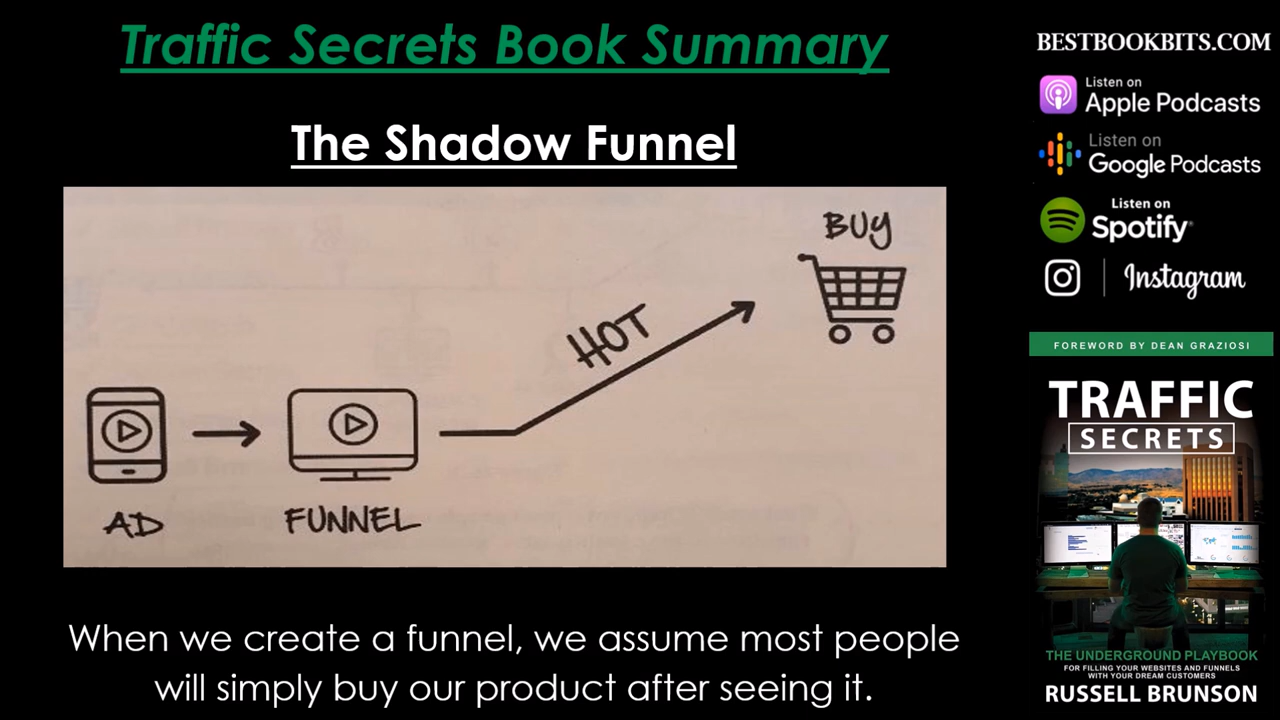 Traffic Secrets Book Summary
The Shadow Funnel
BUY
HOT
AD
FUNNEL
When we create a funnel, we assume most people
will simply buy our product after seeing it.
BESTBOOKBITS.COM
Listen on
Apple Podcasts
Listen on
Google Podcasts
Listen on
Spotify
Instagram
FOREWORD BY DEAN GRAZIOSI
TRAFFIC
SECRETS
THE UNDERGROUND PLAYBOOK
FOR FILLING YOUR WEBSITES AND FUNNELS
WITH YOUR DREAM CUSTOMERS
RUSSELL BRUNSON